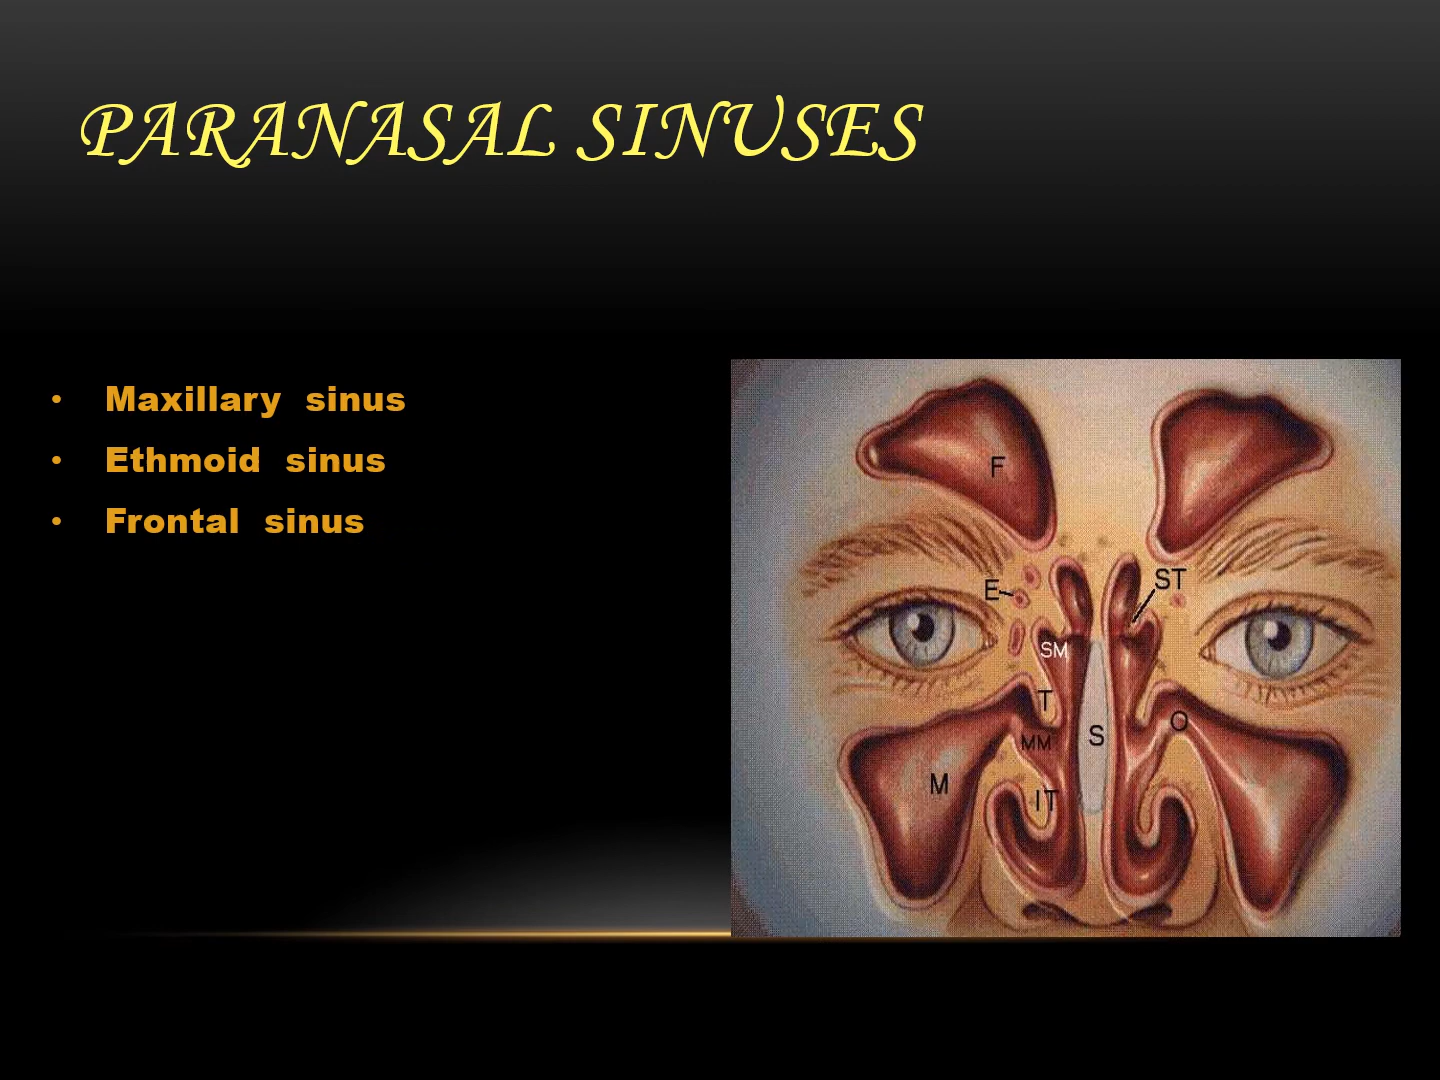 PARANASAL SINUSES
• Maxillary sinus
• Ethmoid sinus
• Frontal sinus
F
E
ST
SM
T
O
S
MM
M
IT